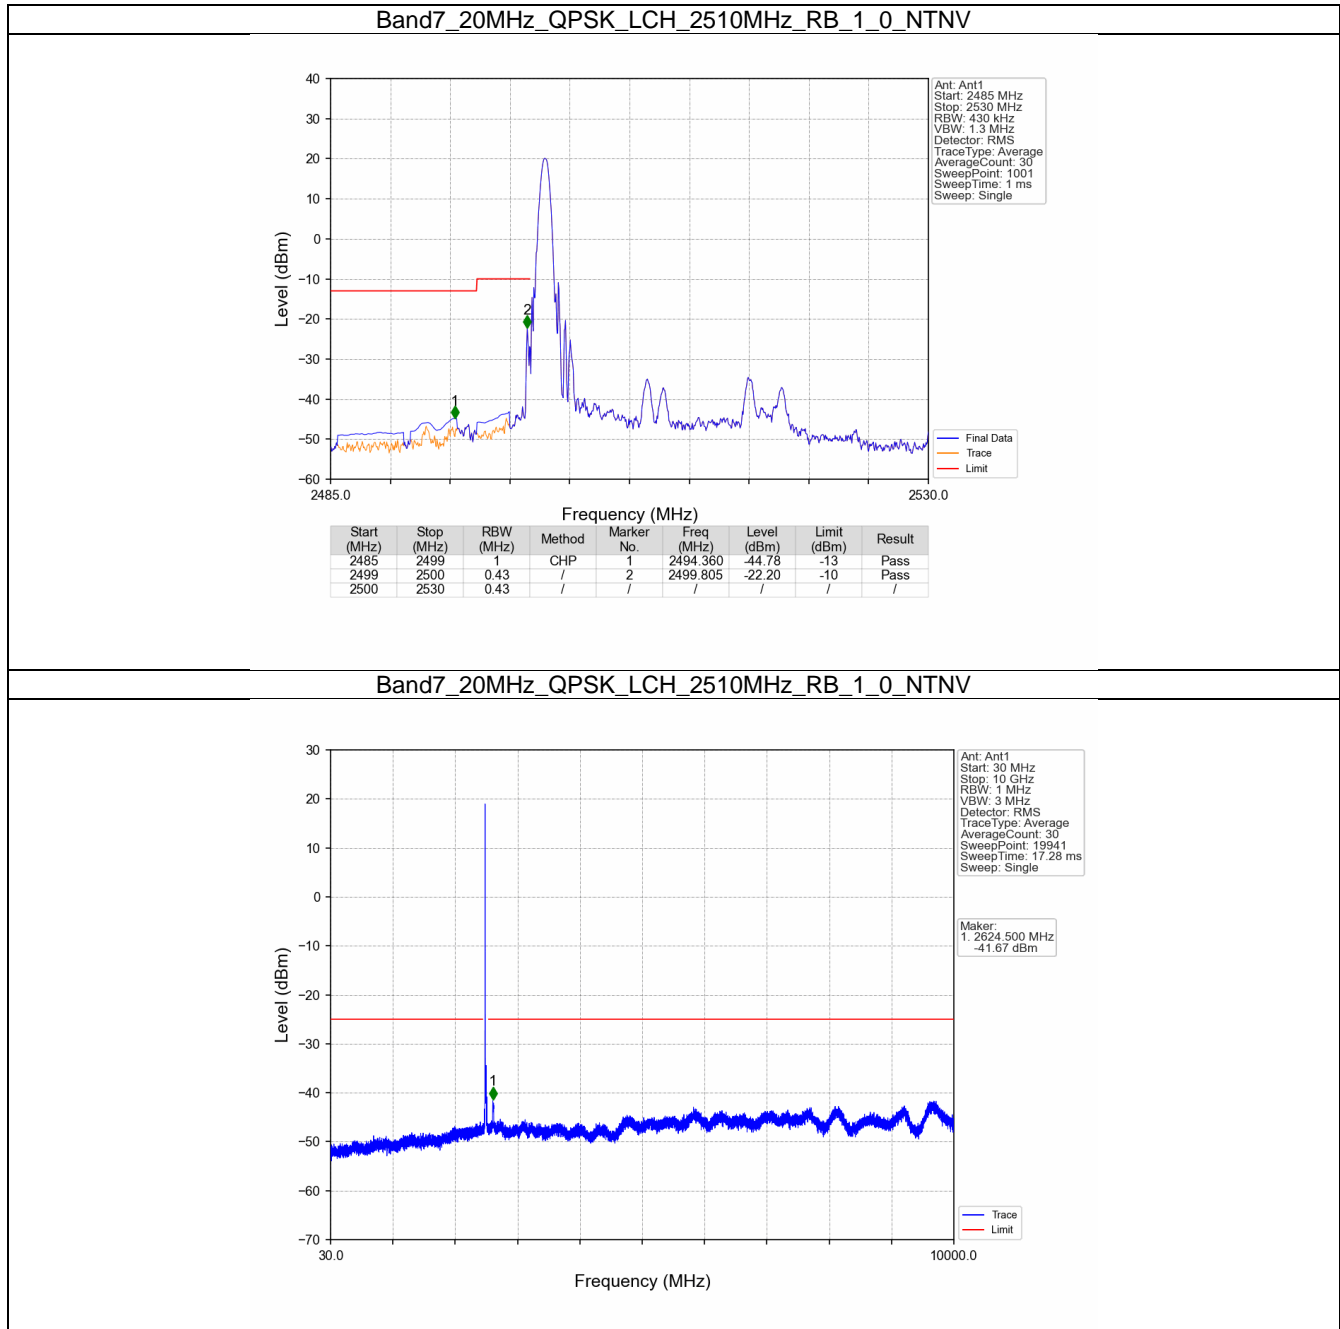 Band7_20MHz_QPSK_LCH_2510MHz_RB_1_0_NTNV
40
30
20
10
0
−10
−20
−30
−40
−50
−60
Level (dBm)
1
2
2485.0
2530.0
Frequency (MHz)
Ant: Ant1
Start: 2485 MHz
Stop: 2530 MHz
RBW: 430 kHz
VBW: 1.3 MHz
Detector: RMS
TraceType: Average
AverageCount: 30
SweepPoint: 1001
SweepTime: 1 ms
Sweep: Single
Final Data
Trace
Limit
Start (MHz) Stop (MHz) RBW (MHz) Method Marker No. Freq (MHz) Level (dBm) Limit (dBm) Result
2485 2499 1 CHP 1 2494.360 -44.78 -13 Pass
2499 2500 0.43 / 2 2499.805 -22.20 -10 Pass
2500 2530 0.43 / / / / / /
Band7_20MHz_QPSK_LCH_2510MHz_RB_1_0_NTNV
30
20
10
0
−10
−20
−30
−40
−50
−60
−70
Level (dBm)
1
30.0
10000.0
Frequency (MHz)
Ant: Ant1
Start: 30 MHz
Stop: 10 GHz
RBW: 1 MHz
VBW: 3 MHz
Detector: RMS
TraceType: Average
AverageCount: 30
SweepPoint: 19941
SweepTime: 17.28 ms
Sweep: Single
Maker:
1. 2624.500 MHz
-41.67 dBm
Trace
Limit